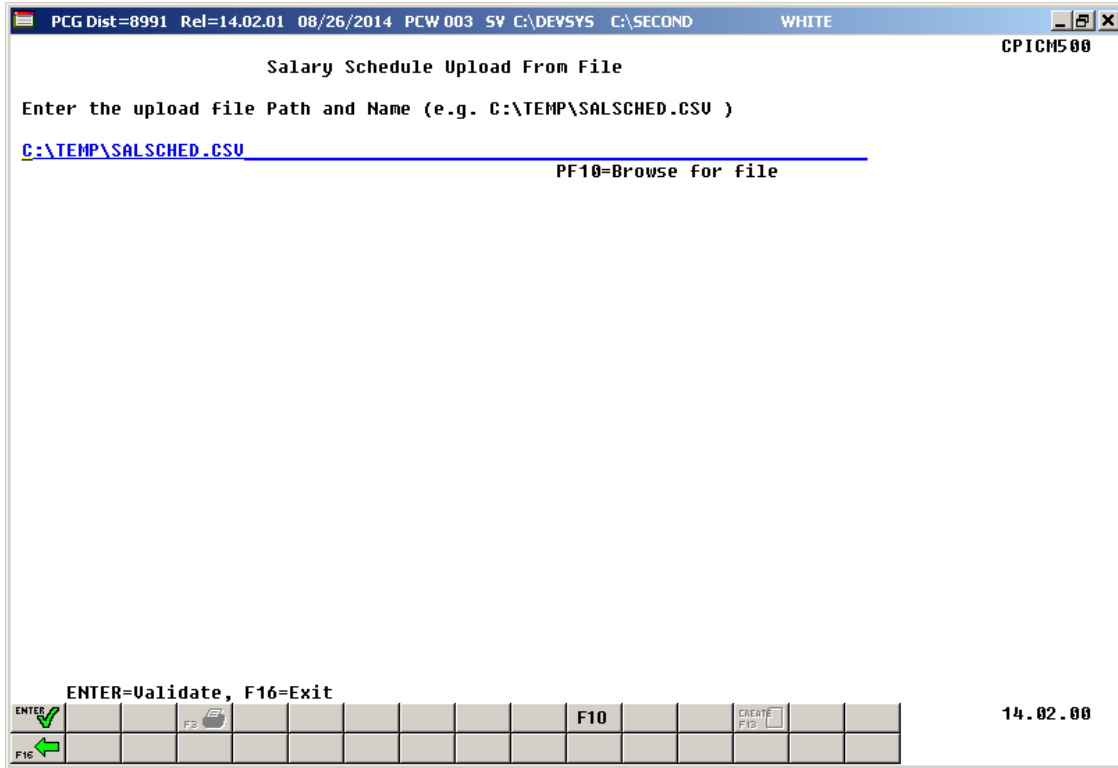 PCG Dist=8991 Rel=14.02.01 08/26/2014 PCW 003 SV C:\DEVSYS C:\SECOND WHITE
CPICM500
Salary Schedule Upload From File
Enter the upload file Path and Name (e.g. C:\TEMP\SALSCHED.CSV )
C:\TEMP\SALSCHED.CSV
PF10=Browse for file
ENTER=Validate, F16=Exit
ENTER F3 F10 CREATE F13 14.02.00
F16